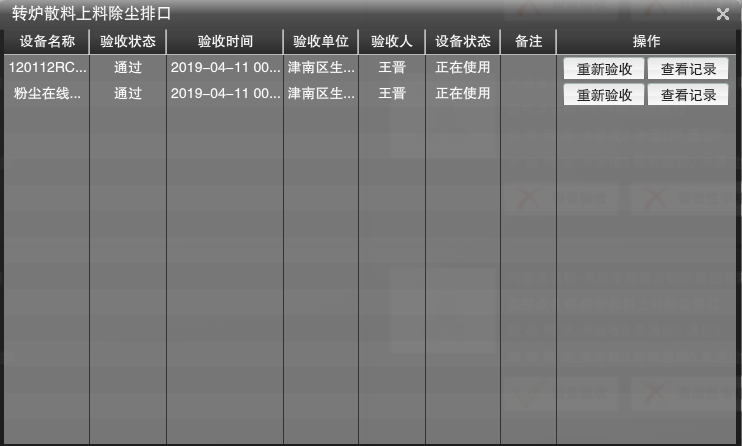 转炉散料上料除尘排口
设备名称 验收状态 验收时间 验收单位 验收人 设备状态 备注 操作
120112RC... 通过 2019-04-11 00... 津南区生... 王晋 正在使用 重新验收 查看记录
粉尘在线... 通过 2019-04-11 00... 津南区生... 王晋 正在使用 重新验收 查看记录